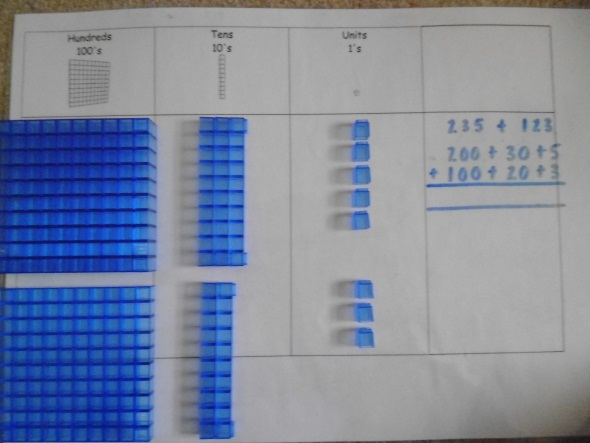 Hundreds
100's
Tens
10's
Units
1's
235 + 123
200 + 30 + 5
+ 100 + 20 + 3